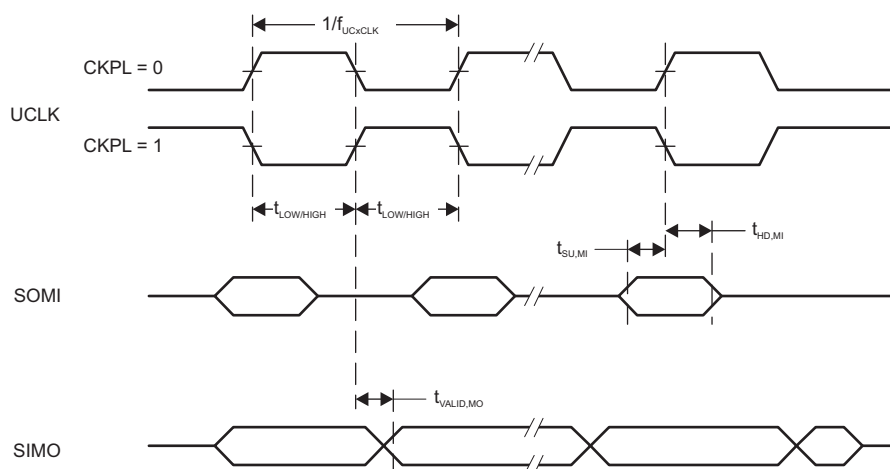 1/fUCxCLK
CKPL = 0
UCLK
CKPL = 1
tLOW/HIGH tLOW/HIGH
tSU,MI
tHD,MI
SOMI
tVALID,MO
SIMO